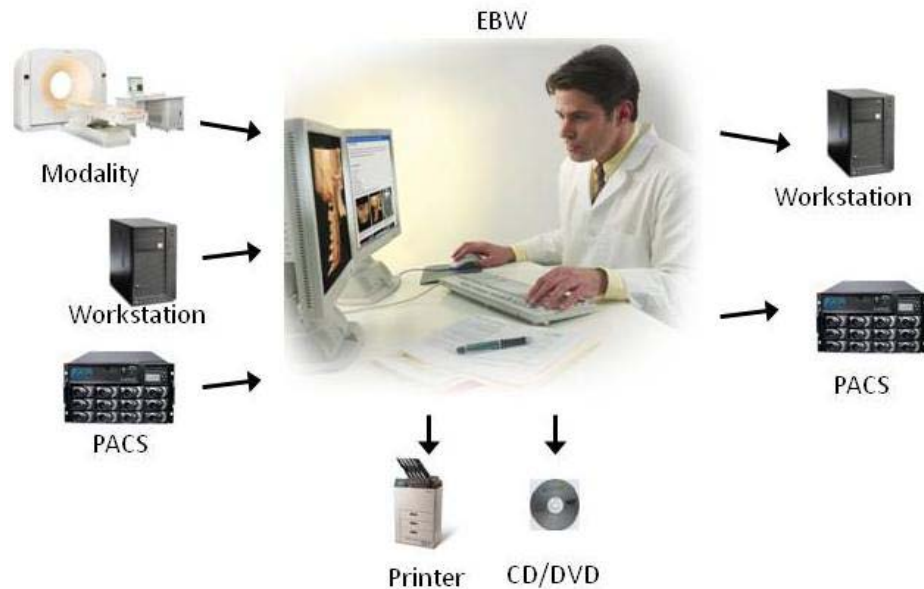 EBW
Modality
Workstation
Workstation
PACS
PACS
Printer
CD/DVD